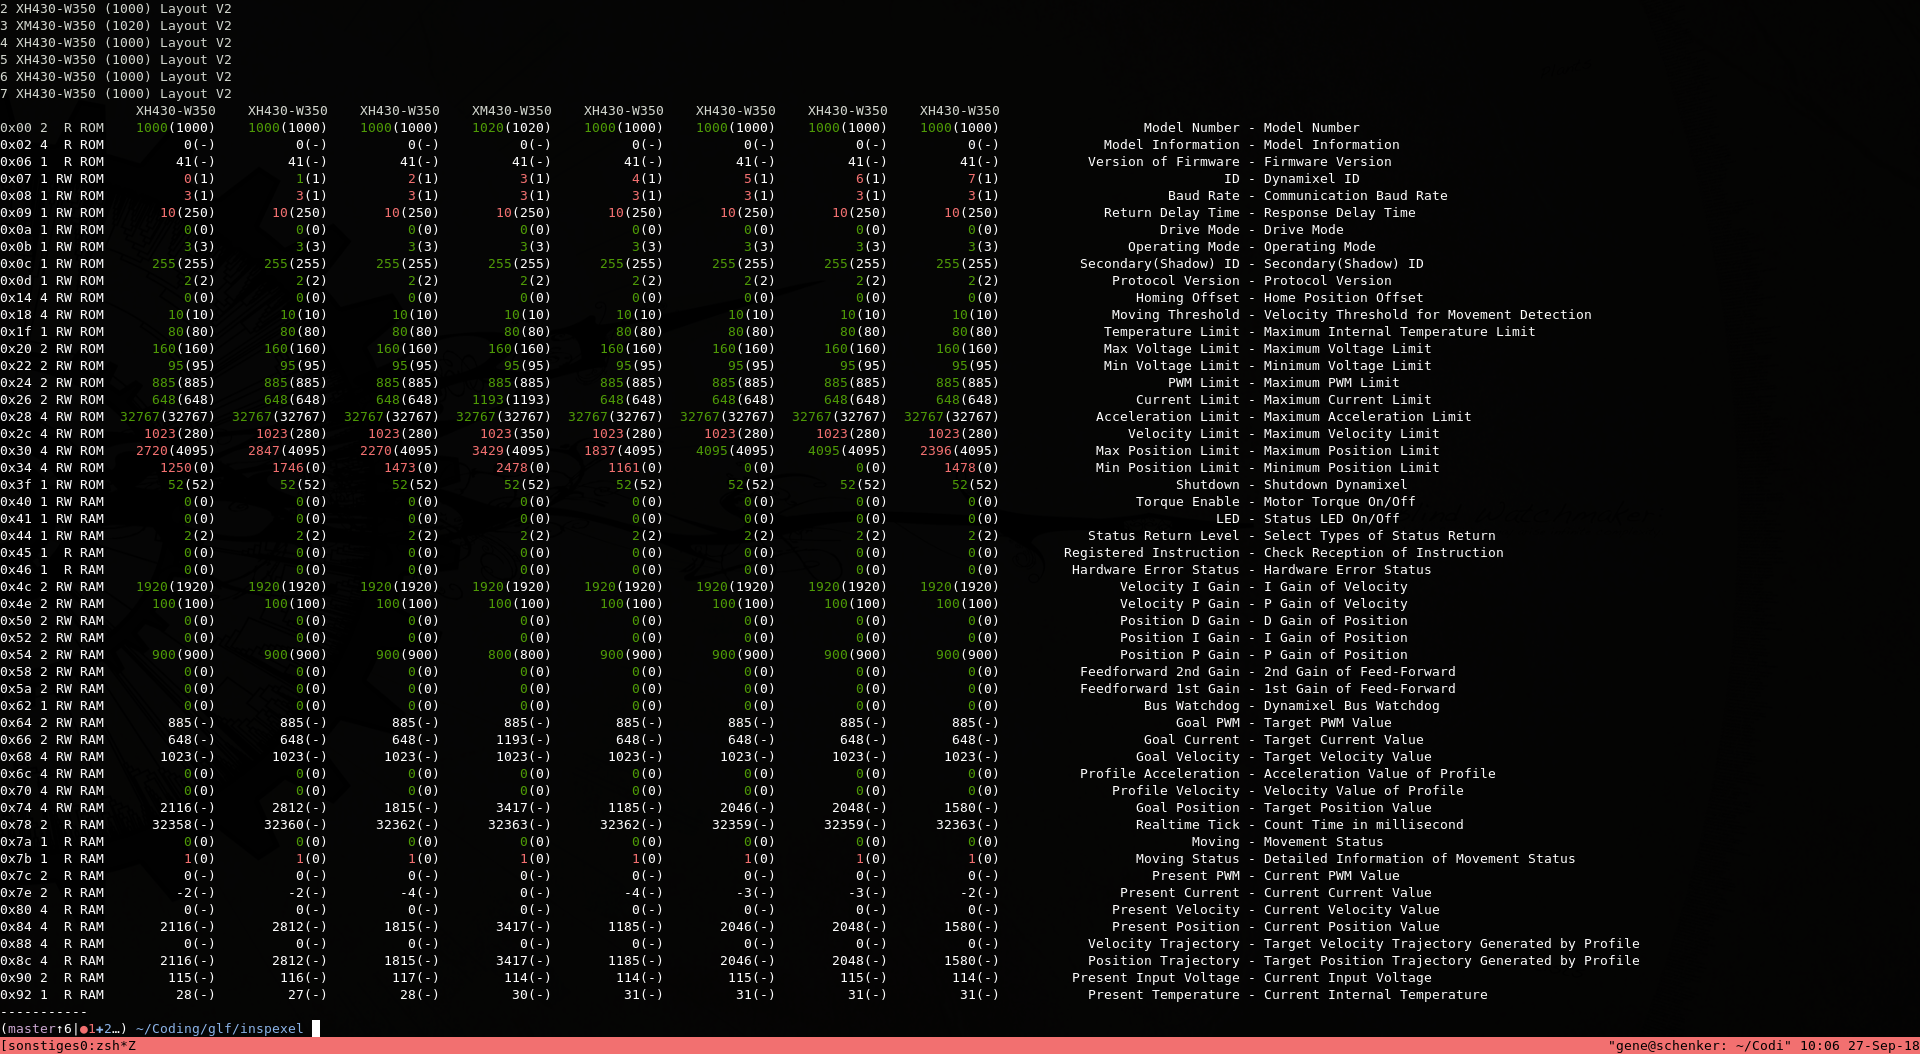 2 XH430-W350 (1000) Layout V2
3 XM430-W350 (1020) Layout V2
4 XH430-W350 (1000) Layout V2
5 XH430-W350 (1000) Layout V2
6 XH430-W350 (1000) Layout V2
7 XH430-W350 (1000) Layout V2
XH430-W350 XH430-W350 XH430-W350 XM430-W350 XH430-W350 XH430-W350 XH430-W350 XH430-W350
0x00 2 R ROM 1000(1000) 1000(1000) 1000(1000) 1020(1020) 1000(1000) 1000(1000) 1000(1000) 1000(1000) Model Number - Model Number
0x02 4 R ROM 0(-) 0(-) 0(-) 0(-) 0(-) 0(-) 0(-) 0(-) Model Information - Model Information
0x06 1 R ROM 41(-) 41(-) 41(-) 41(-) 41(-) 41(-) 41(-) 41(-) Version of Firmware - Firmware Version
0x07 1 RW ROM 0(1) 1(1) 2(1) 3(1) 4(1) 5(1) 6(1) 7(1) ID - Dynamixel ID
0x08 1 RW ROM 3(1) 3(1) 3(1) 3(1) 3(1) 3(1) 3(1) 3(1) Baud Rate - Communication Baud Rate
0x09 1 RW ROM 10(250) 10(250) 10(250) 10(250) 10(250) 10(250) 10(250) 10(250) Return Delay Time - Response Delay Time
0x0a 1 RW ROM 0(0) 0(0) 0(0) 0(0) 0(0) 0(0) 0(0) 0(0) Drive Mode - Drive Mode
0x0b 1 RW ROM 3(3) 3(3) 3(3) 3(3) 3(3) 3(3) 3(3) 3(3) Operating Mode - Operating Mode
0x0c 1 RW ROM 255(255) 255(255) 255(255) 255(255) 255(255) 255(255) 255(255) 255(255) Secondary(Shadow) ID - Secondary(Shadow) ID
0x0d 1 RW ROM 2(2) 2(2) 2(2) 2(2) 2(2) 2(2) 2(2) 2(2) Protocol Version - Protocol Version
0x14 4 RW ROM 0(0) 0(0) 0(0) 0(0) 0(0) 0(0) 0(0) 0(0) Homing Offset - Home Position Offset
0x18 4 RW ROM 10(10) 10(10) 10(10) 10(10) 10(10) 10(10) 10(10) 10(10) Moving Threshold - Velocity Threshold for Movement Detection
0x1f 1 RW ROM 80(80) 80(80) 80(80) 80(80) 80(80) 80(80) 80(80) 80(80) Temperature Limit - Maximum Internal Temperature Limit
0x20 2 RW ROM 160(160) 160(160) 160(160) 160(160) 160(160) 160(160) 160(160) 160(160) Max Voltage Limit - Maximum Voltage Limit
0x22 2 RW ROM 95(95) 95(95) 95(95) 95(95) 95(95) 95(95) 95(95) 95(95) Min Voltage Limit - Minimum Voltage Limit
0x24 2 RW ROM 885(885) 885(885) 885(885) 885(885) 885(885) 885(885) 885(885) 885(885) PWM Limit - Maximum PWM Limit
0x26 2 RW ROM 648(648) 648(648) 648(648) 1193(1193) 648(648) 648(648) 648(648) 648(648) Current Limit - Maximum Current Limit
0x28 4 RW ROM 32767(32767) 32767(32767) 32767(32767) 32767(32767) 32767(32767) 32767(32767) 32767(32767) 32767(32767) Acceleration Limit - Maximum Acceleration Limit
0x2c 4 RW ROM 1023(280) 1023(280) 1023(280) 1023(350) 1023(280) 1023(280) 1023(280) 1023(280) Velocity Limit - Maximum Velocity Limit
0x30 4 RW ROM 2720(4095) 2847(4095) 2270(4095) 3429(4095) 1837(4095) 4095(4095) 4095(4095) 2396(4095) Max Position Limit - Maximum Position Limit
0x34 4 RW ROM 1250(0) 1746(0) 1473(0) 2478(0) 1161(0) 0(0) 0(0) 1478(0) Min Position Limit - Minimum Position Limit
0x3f 1 RW ROM 52(52) 52(52) 52(52) 52(52) 52(52) 52(52) 52(52) 52(52) Shutdown - Shutdown Dynamixel
0x40 1 RW RAM 0(0) 0(0) 0(0) 0(0) 0(0) 0(0) 0(0) 0(0) Torque Enable - Motor Torque On/Off
0x41 1 RW RAM 0(0) 0(0) 0(0) 0(0) 0(0) 0(0) 0(0) 0(0) LED - Status LED On/Off
0x44 1 RW RAM 2(2) 2(2) 2(2) 2(2) 2(2) 2(2) 2(2) 2(2) Status Return Level - Select Types of Status Return
0x45 1 R RAM 0(0) 0(0) 0(0) 0(0) 0(0) 0(0) 0(0) 0(0) Registered Instruction - Check Reception of Instruction
0x46 1 R RAM 0(0) 0(0) 0(0) 0(0) 0(0) 0(0) 0(0) 0(0) Hardware Error Status - Hardware Error Status
0x4c 2 RW RAM 1920(1920) 1920(1920) 1920(1920) 1920(1920) 1920(1920) 1920(1920) 1920(1920) 1920(1920) Velocity I Gain - I Gain of Velocity
0x4e 2 RW RAM 100(100) 100(100) 100(100) 100(100) 100(100) 100(100) 100(100) 100(100) Velocity P Gain - P Gain of Velocity
0x50 2 RW RAM 0(0) 0(0) 0(0) 0(0) 0(0) 0(0) 0(0) 0(0) Position D Gain - D Gain of Position
0x52 2 RW RAM 0(0) 0(0) 0(0) 0(0) 0(0) 0(0) 0(0) 0(0) Position I Gain - I Gain of Position
0x54 2 RW RAM 900(900) 900(900) 900(900) 800(800) 900(900) 900(900) 900(900) 900(900) Position P Gain - P Gain of Position
0x58 2 RW RAM 0(0) 0(0) 0(0) 0(0) 0(0) 0(0) 0(0) 0(0) Feedforward 2nd Gain - 2nd Gain of Feed-Forward
0x5a 2 RW RAM 0(0) 0(0) 0(0) 0(0) 0(0) 0(0) 0(0) 0(0) Feedforward 1st Gain - 1st Gain of Feed-Forward
0x62 1 RW RAM 0(0) 0(0) 0(0) 0(0) 0(0) 0(0) 0(0) 0(0) Bus Watchdog - Dynamixel Bus Watchdog
0x64 2 RW RAM 885(-) 885(-) 885(-) 885(-) 885(-) 885(-) 885(-) 885(-) Goal PWM - Target PWM Value
0x66 2 RW RAM 648(-) 648(-) 648(-) 1193(-) 648(-) 648(-) 648(-) 648(-) Goal Current - Target Current Value
0x68 4 RW RAM 1023(-) 1023(-) 1023(-) 1023(-) 1023(-) 1023(-) 1023(-) 1023(-) Goal Velocity - Target Velocity Value
0x6c 4 RW RAM 0(0) 0(0) 0(0) 0(0) 0(0) 0(0) 0(0) 0(0) Profile Acceleration - Acceleration Value of Profile
0x70 4 RW RAM 0(0) 0(0) 0(0) 0(0) 0(0) 0(0) 0(0) 0(0) Profile Velocity - Velocity Value of Profile
0x74 4 RW RAM 2116(-) 2812(-) 1815(-) 3417(-) 1185(-) 2046(-) 2048(-) 1580(-) Goal Position - Target Position Value
0x78 2 R RAM 32358(-) 32360(-) 32362(-) 32363(-) 32362(-) 32359(-) 32359(-) 32363(-) Realtime Tick - Count Time in millisecond
0x7a 1 R RAM 0(0) 0(0) 0(0) 0(0) 0(0) 0(0) 0(0) 0(0) Moving - Movement Status
0x7b 1 R RAM 1(0) 1(0) 1(0) 1(0) 1(0) 1(0) 1(0) 1(0) Moving Status - Detailed Information of Movement Status
0x7c 2 R RAM 0(-) 0(-) 0(-) 0(-) 0(-) 0(-) 0(-) 0(-) Present PWM - Current PWM Value
0x7e 2 R RAM -2(-) -2(-) -4(-) 0(-) -4(-) -3(-) -3(-) -2(-) Present Current - Current Current Value
0x80 4 R RAM 0(-) 0(-) 0(-) 0(-) 0(-) 0(-) 0(-) 0(-) Present Velocity - Current Velocity Value
0x84 4 R RAM 2116(-) 2812(-) 1815(-) 3417(-) 1185(-) 2046(-) 2048(-) 1580(-) Present Position - Current Position Value
0x88 4 R RAM 0(-) 0(-) 0(-) 0(-) 0(-) 0(-) 0(-) 0(-) Velocity Trajectory - Target Velocity Trajectory Generated by Profile
0x8c 4 R RAM 2116(-) 2812(-) 1815(-) 3417(-) 1185(-) 2046(-) 2048(-) 1580(-) Position Trajectory - Target Position Trajectory Generated by Profile
0x90 2 R RAM 115(-) 116(-) 117(-) 114(-) 114(-) 115(-) 115(-) 114(-) Present Input Voltage - Current Input Voltage
0x92 1 R RAM 28(-) 27(-) 28(-) 30(-) 31(-) 31(-) 31(-) 31(-) Present Temperature - Current Internal Temperature
-----------
(master↑6|●1✚2…) ~/Coding/glf/inspexel
[sonstiges0:zsh*Z "gene@schenker: ~/Codi" 10:06 27-Sep-18